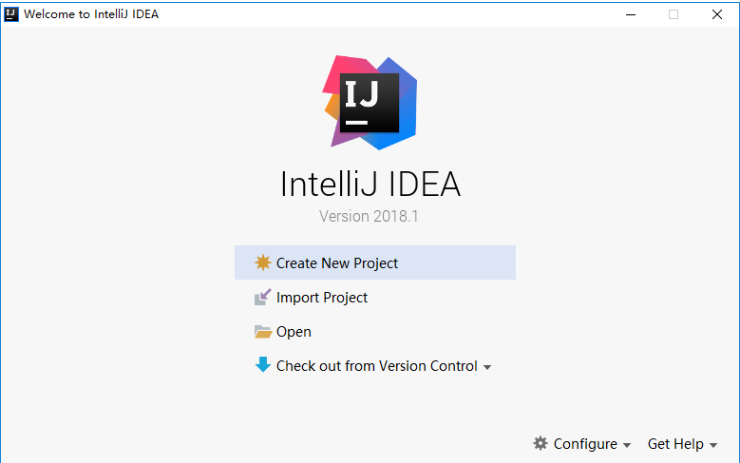 Welcome to IntelliJ IDEA
IJ
IntelliJ IDEA
Version 2018.1
Create New Project
Import Project
Open
Check out from Version Control
Configure Get Help